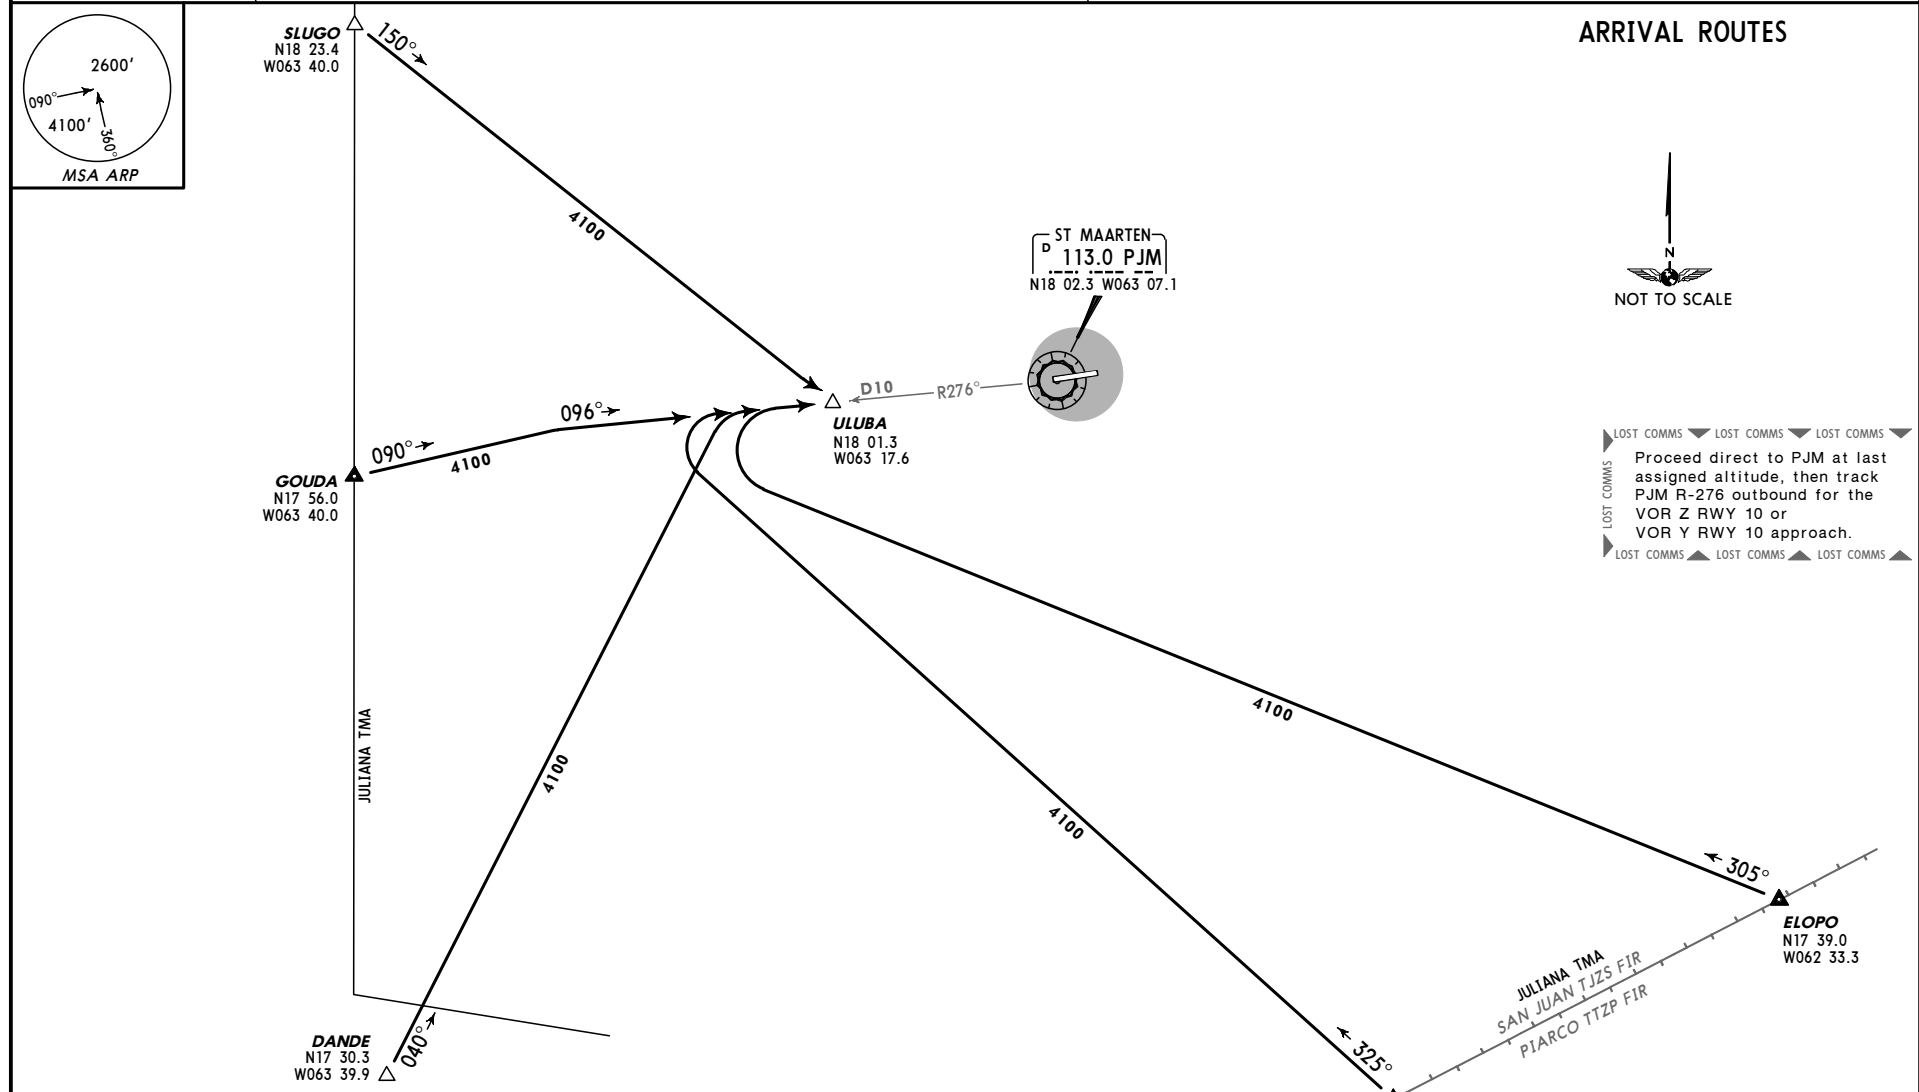 ARRIVAL ROUTES
2600'
090°
4100'
360°
MSA ARP
SLUGO
N18 23.4
W063 40.0
150°
4100
ST MAARTEN
D 113.0 PJM
N18 02.3 W063 07.1
N
NOT TO SCALE
D10
R276°
ULUBA
N18 01.3
W063 17.6
096°
090°
4100
GOUDA
N17 56.0
W063 40.0
LOST COMMS LOST COMMS LOST COMMS
LOST COMMS
Proceed direct to PJM at last
assigned altitude, then track
PJM R-276 outbound for the
VOR Z RWY 10 or
VOR Y RWY 10 approach.
LOST COMMS LOST COMMS LOST COMMS
JULIANA TMA
4100
4100
4100
305°
ELOPO
N17 39.0
W062 33.3
JULIANA TMA
SAN JUAN TJZS FIR
PIARCO TTZP FIR
325°
040°
DANDE
N17 30.3
W063 39.9